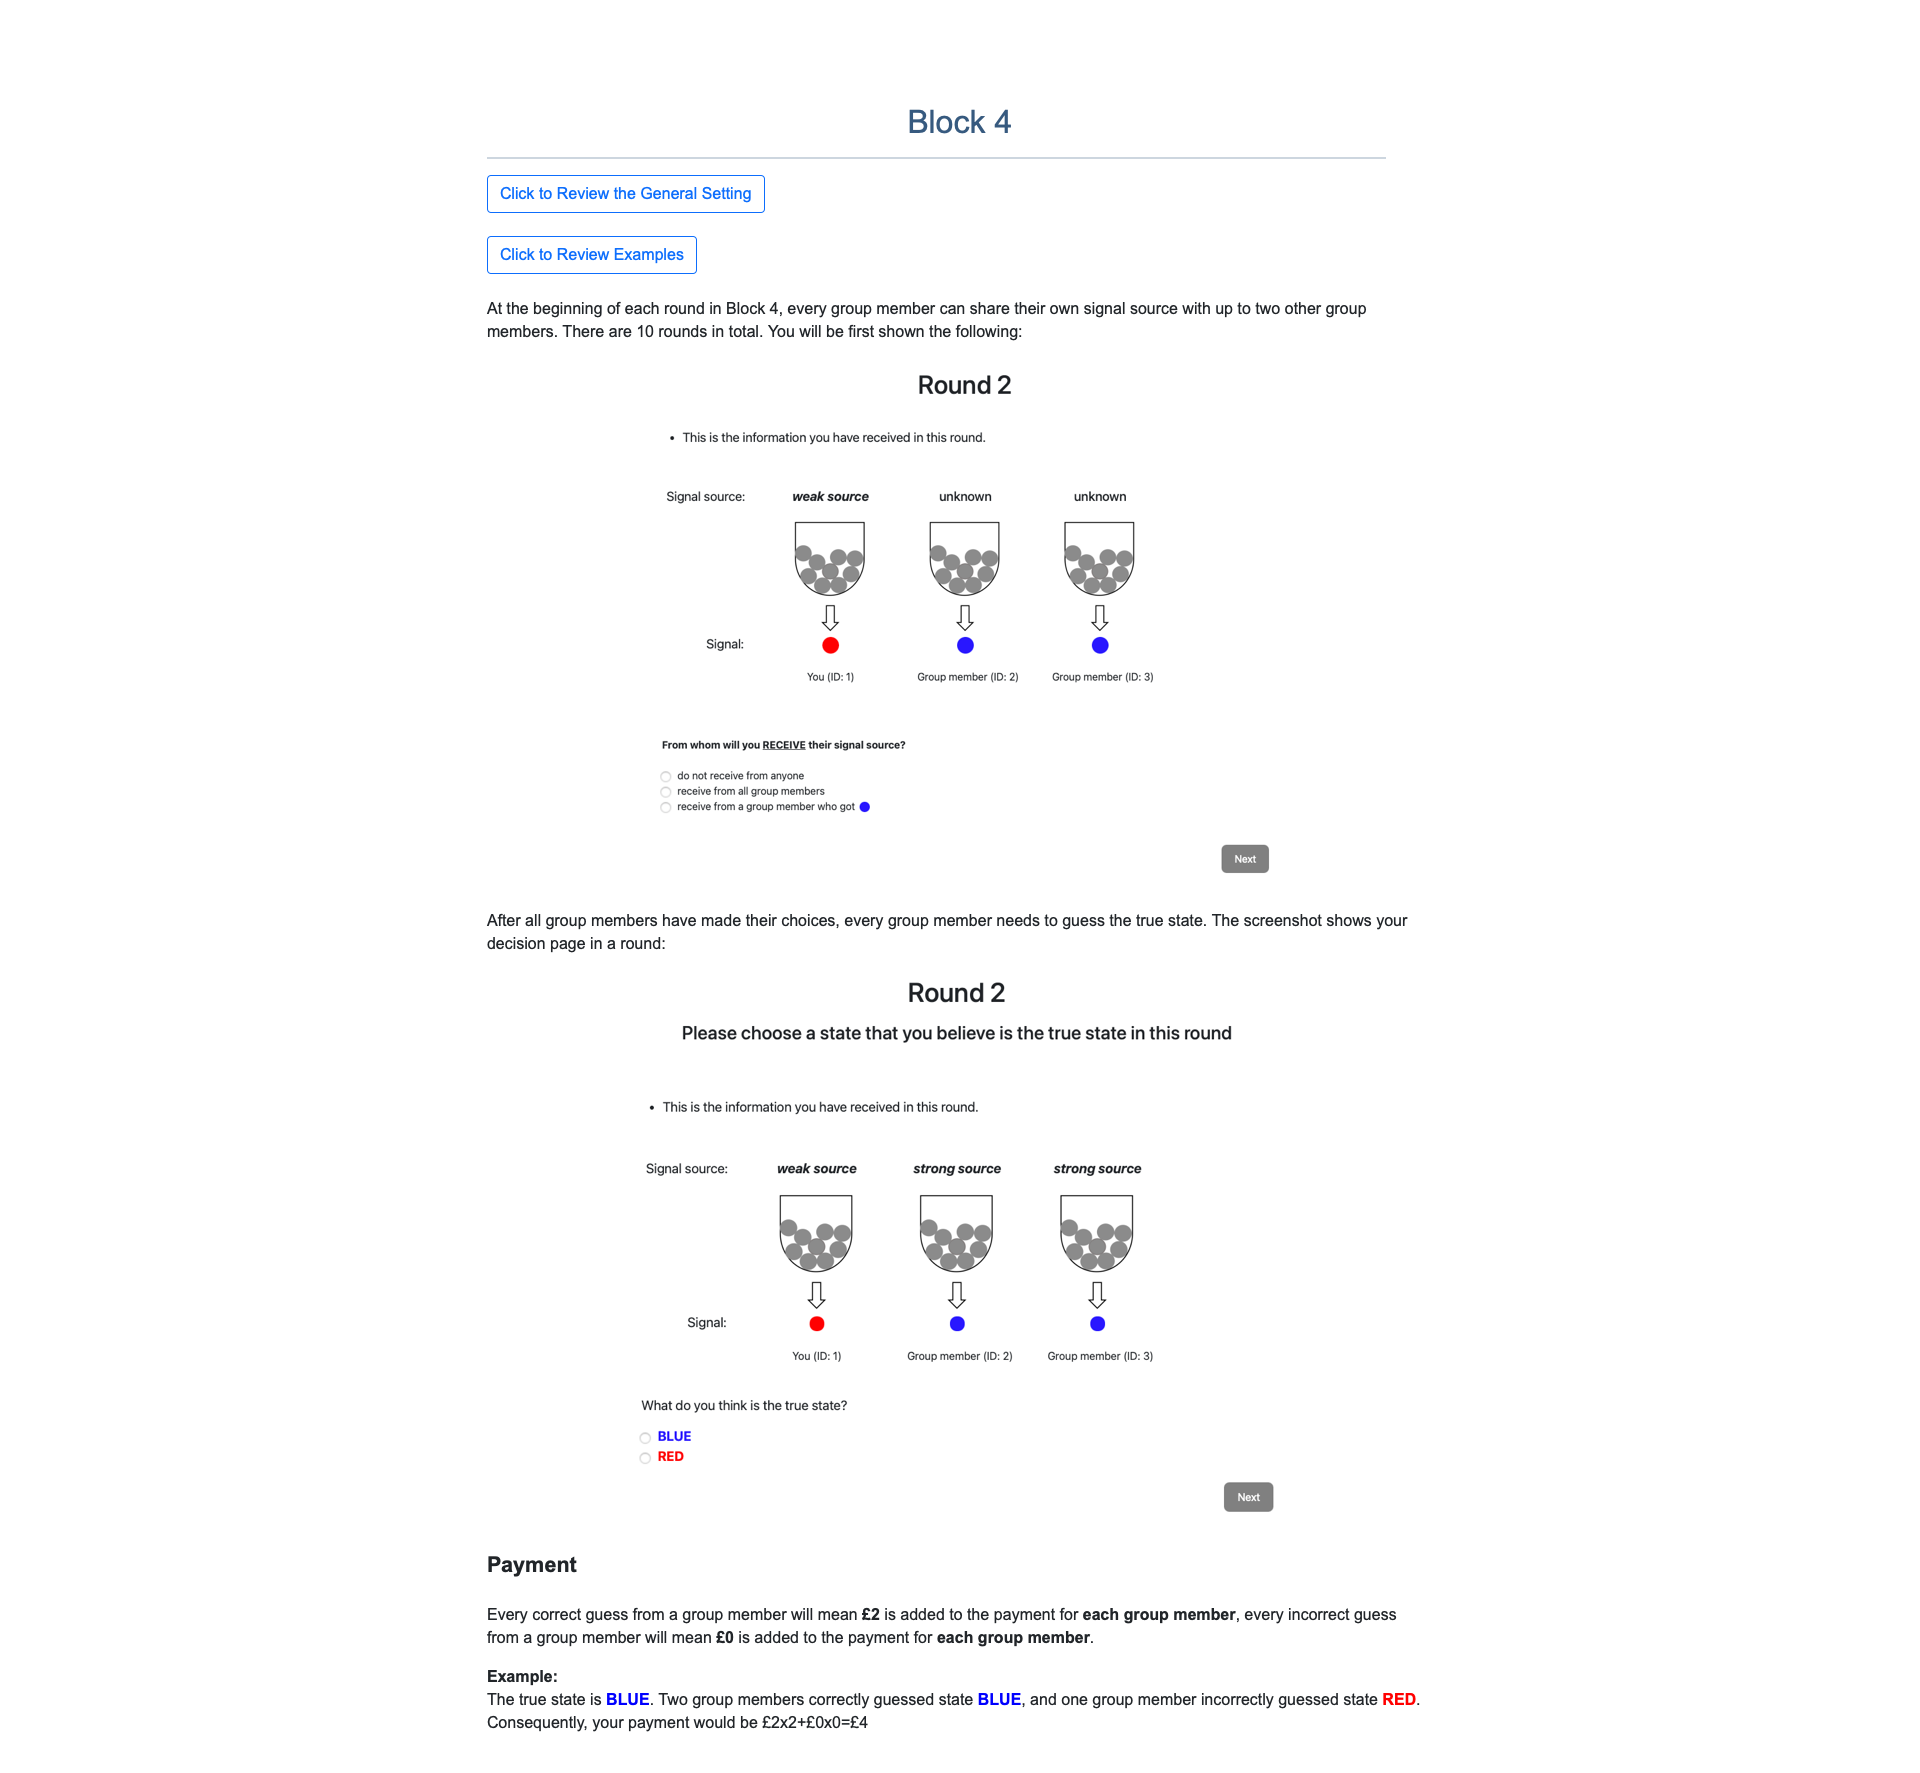 Block 4
Click to Review the General Setting
Click to Review Examples
At the beginning of each round in Block 4, every group member can share their own signal source with up to two other group
members. There are 10 rounds in total. You will be first shown the following:
Round 2
• This is the information you have received in this round.
Signal source: weak source unknown unknown
Signal:
You (ID: 1) Group member (ID: 2) Group member (ID: 3)
From whom will you RECEIVE their signal source?
do not receive from anyone
receive from all group members
receive from a group member who got
Next
After all group members have made their choices, every group member needs to guess the true state. The screenshot shows your
decision page in a round:
Round 2
Please choose a state that you believe is the true state in this round
• This is the information you have received in this round.
Signal source: weak source strong source strong source
Signal:
You (ID: 1) Group member (ID: 2) Group member (ID: 3)
What do you think is the true state?
BLUE
RED
Next
Payment
Every correct guess from a group member will mean £2 is added to the payment for each group member, every incorrect guess
from a group member will mean £0 is added to the payment for each group member.
Example:
The true state is BLUE. Two group members correctly guessed state BLUE, and one group member incorrectly guessed state RED.
Consequently, your payment would be £2x2+£0x0=£4